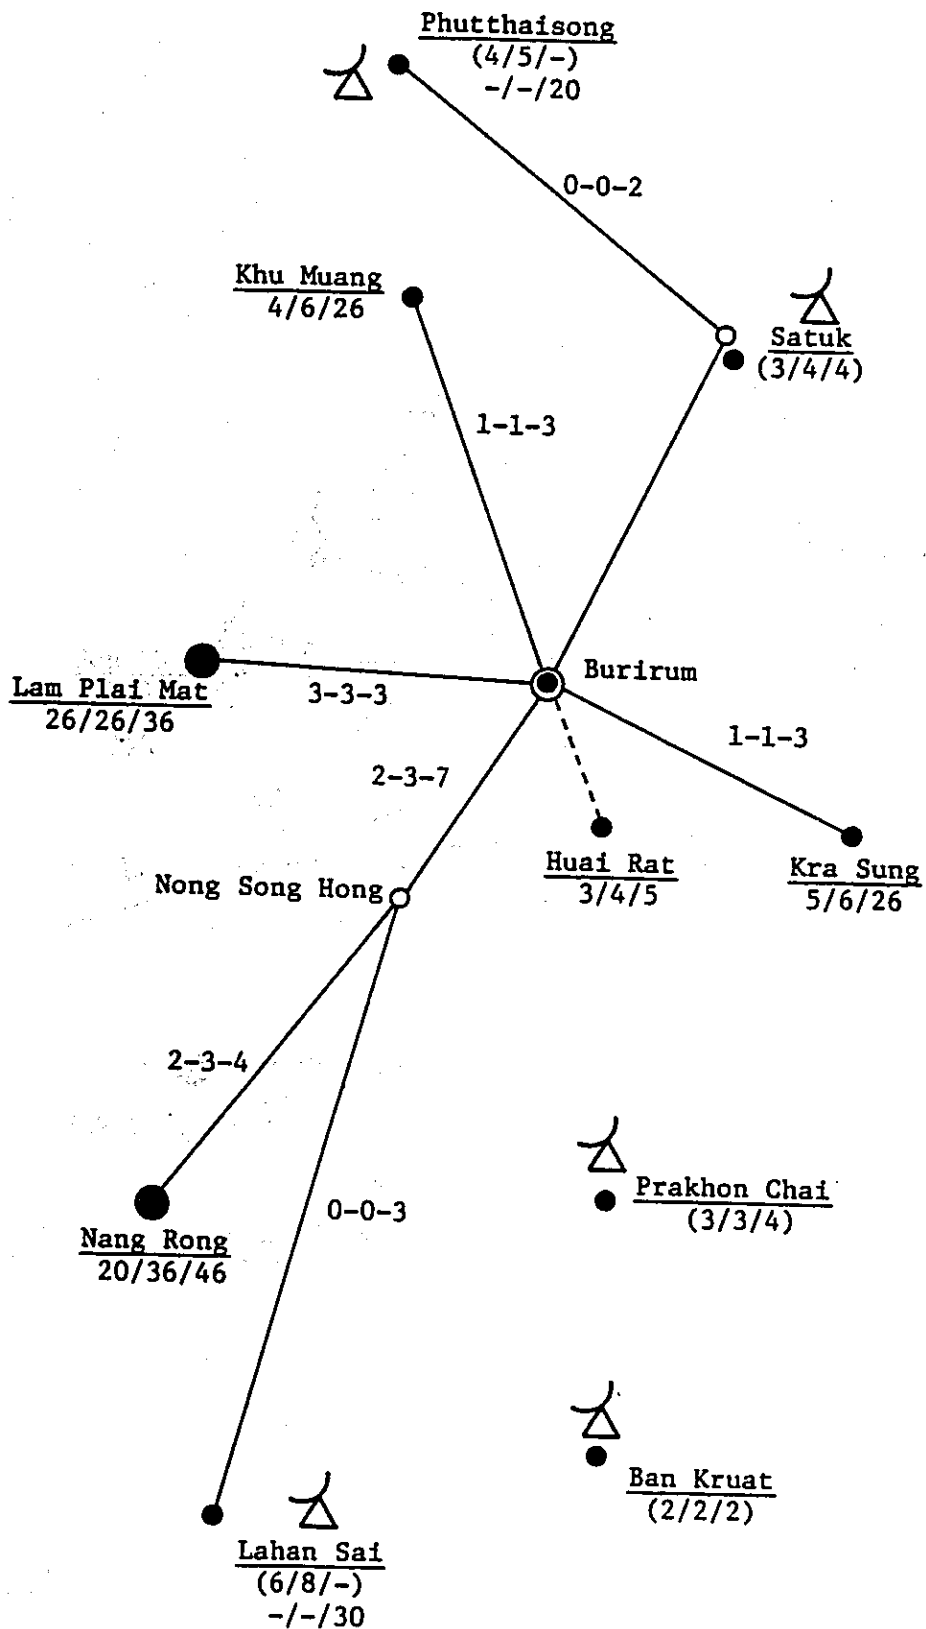 Phutthaisong
(4/5/-)
-/-/20
0-0-2
Khu Muang
4/6/26
Satuk
(3/4/4)
1-1-3
Burirum
Lam Plai Mat
26/26/36
3-3-3
1-1-3
2-3-7
Huai Rat
3/4/5
Kra Sung
5/6/26
Nong Song Hong
2-3-4
Prakhon Chai
(3/3/4)
0-0-3
Nang Rong
20/36/46
Ban Kruat
(2/2/2)
Lahan Sai
(6/8/-)
-/-/30